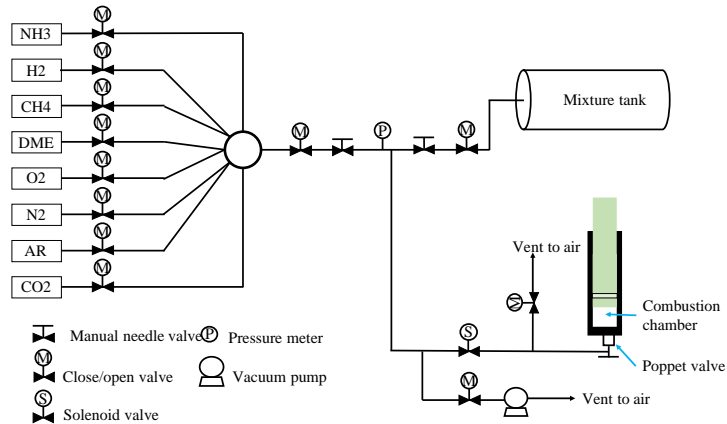 NH3
M
H2
M
CH4
M
DME
M
O2
M
N2
M
AR
M
CO2
M
M
P
M
Mixture tank
Vent to air
M
S
Combustion
chamber
Poppet valve
M
Vent to air
Manual needle valve
P
Pressure meter
M
Close/open valve
Vacuum pump
S
Solenoid valve